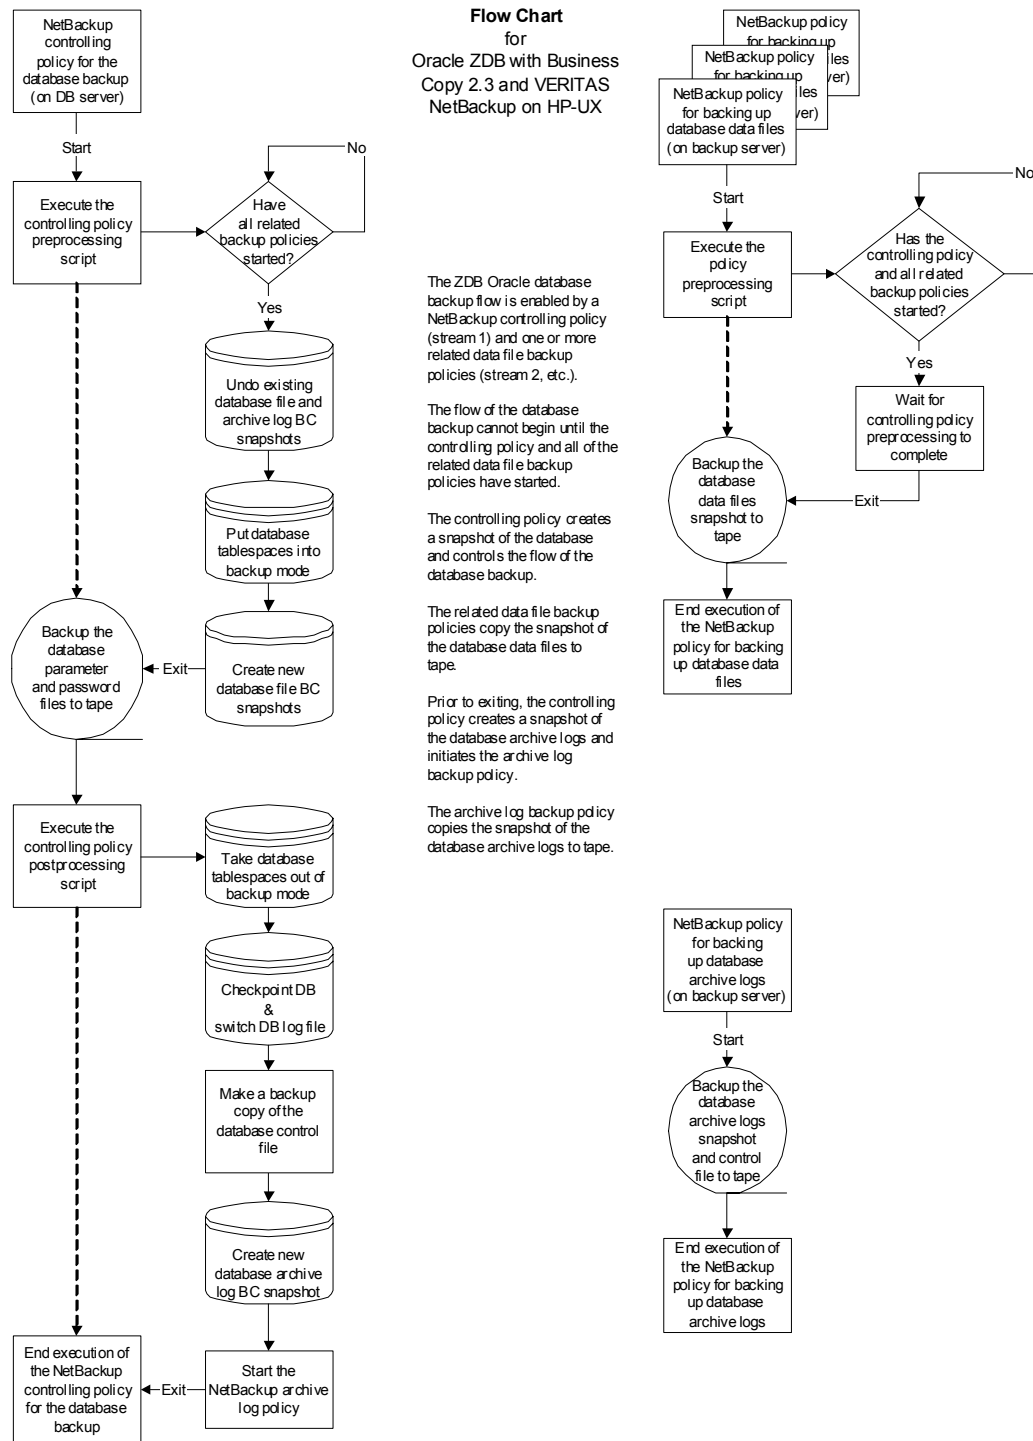 Flow Chart
for
Oracle ZDB with Business
Copy 2.3 and VERITAS
NetBackup on HP-UX
NetBackup
controlling
policy for the
database backup
(on DB server)
Start
Execute the
controlling policy
preprocessing
script
Have
all related
backup policies
started?
No
Yes
Undo existing
database file and
archive log BC
snapshots
Put database
tablespaces into
backup mode
Create new
database file BC
snapshots
Exit
Backup the
database
parameter
and password
files to tape
Execute the
controlling policy
postprocessing
script
Take database
tablespaces out of
backup mode
Checkpoint DB
&
switch DB log file
Make a backup
copy of the
database control
file
Create new
database archive
log BC snapshot
Start the
NetBackup archive
log policy
Exit
End execution of
the NetBackup
controlling policy
for the database
backup
The ZDB Oracle database
backup flow is enabled by a
NetBackup controlling policy
(stream 1) and one or more
related data file backup
policies (stream 2, etc.).
The flow of the database
backup cannot begin until the
controlling policy and all of the
related data file backup
policies have started.
The controlling policy creates
a snapshot of the database
and controls the flow of the
database backup.
The related data file backup
policies copy the snapshot of
the database data files to
tape.
Prior to exiting, the controlling
policy creates a snapshot of
the database archive logs and
initiates the archive log
backup policy.
The archive log backup policy
copies the snapshot of the
database archive logs to tape.
NetBackup policy
for backing up
les
ver)
NetBackup policy
for backing up
les
ver)
NetBackup policy
for backing up
database data files
(on backup server)
Start
Execute the
policy
preprocessing
script
Has the
controlling policy
and all related
backup policies
started?
No
Yes
Wait for
controlling policy
preprocessing to
complete
Exit
Backup the
database
data files
snapshot to
tape
End execution of
the NetBackup
policy for backing
up database data
files
NetBackup policy
for backing
up database
archive logs
(on backup server)
Start
Backup the
database
archive logs
snapshot
and control
file to tape
End execution of
the NetBackup
policy for backing
up database
archive logs